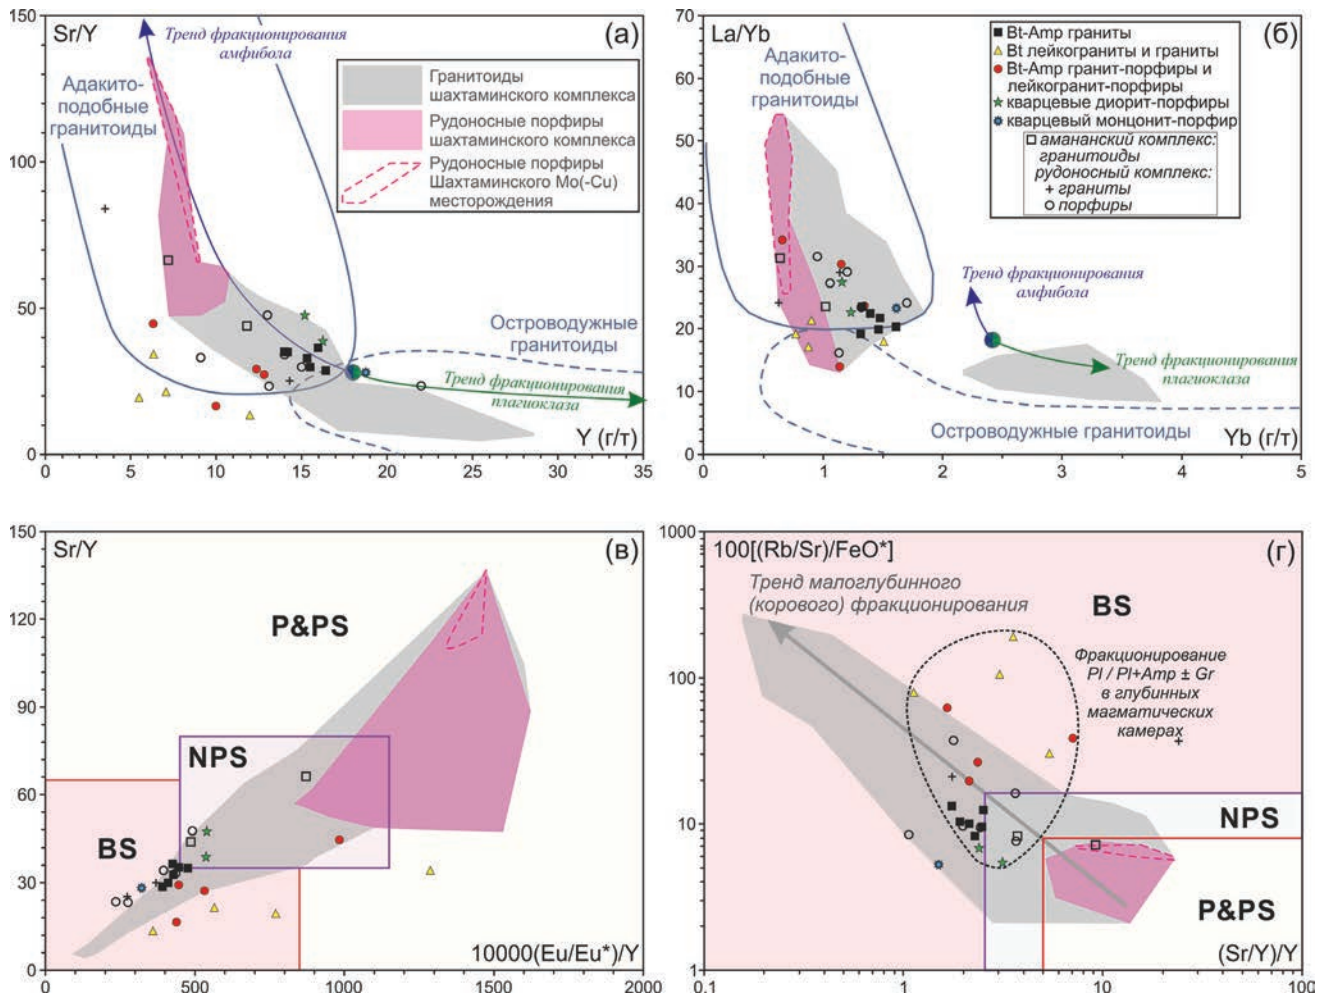 Sr/Y
(а)
Тренд фракционирования
амфибола
Адакито-
подобные
гранитоиды
Гранитоиды
шахтаминского комплекса
Рудоносные порфиры
шахтаминского комплекса
Рудоносные порфиры
Шахтаминского Mo(-Cu)
месторождения
Островодужные
гранитоиды
Тренд фракционирования
плагиоклаза
Y (г/т)
150
100
50
0
0 5 10 15 20 25 30 35
La/Yb
(б)
Bt-Amp граниты
Bt лейкограниты и граниты
Bt-Amp гранит-порфиры и
лейкогранит-порфиры
кварцевые диорит-порфиры
кварцевый монцонит-порфир
амананский комплекс:
гранитоиды
рудоносный комплекс:
граниты
порфиры
Адакито-
подобные
гранитоиды
Тренд фракционирования
амфибола
Тренд фракционирования
плагиоклаза
Островодужные гранитоиды
Yb (г/т)
70
60
50
40
30
20
10
0
0 1 2 3 4 5
Sr/Y
(в)
P&PS
NPS
BS
10000(Eu/Eu*)/Y
150
120
90
60
30
0
0 500 1000 1500 2000
100[(Rb/Sr)/FeO*]
(г)
Тренд малоглубинного
(корового) фракционирования
BS
Фракционирование
Pl / Pl+Amp ± Gr
в глубинных
магматических
камерах
NPS
P&PS
(Sr/Y)/Y
1000
100
10
1
0.1 1 10 100